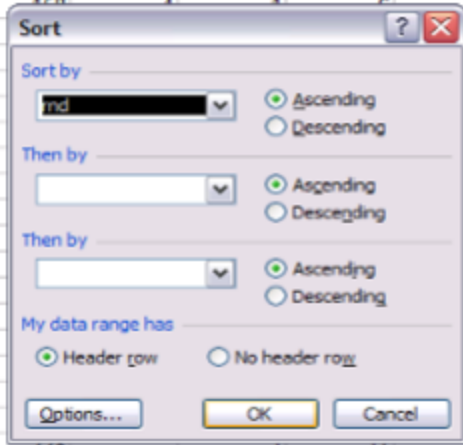 Sort
Sort by
rnd
Ascending
Descending
Then by
Ascending
Descending
Then by
Ascending
Descending
My data range has
Header row
No header row
Options...
OK
Cancel